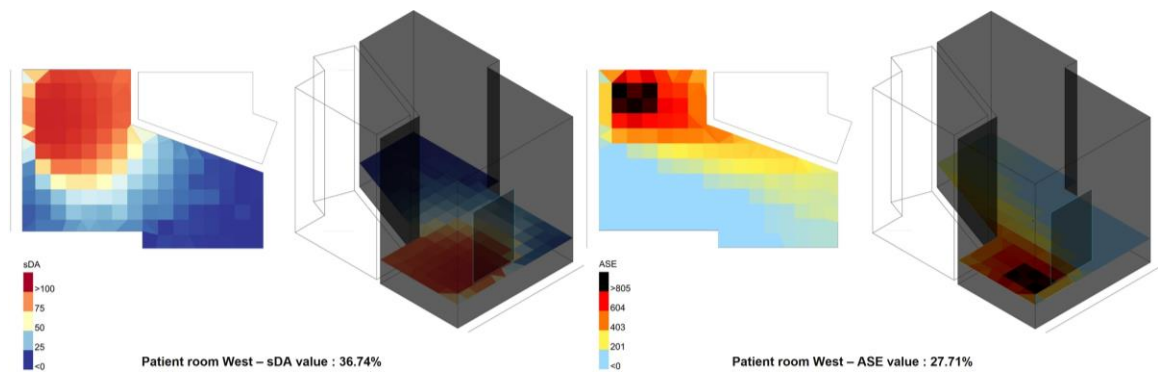 sDA
>100
75
50
25
<0
Patient room West – sDA value : 36.74%
ASE
>805
604
403
201
<0
Patient room West – ASE value : 27.71%